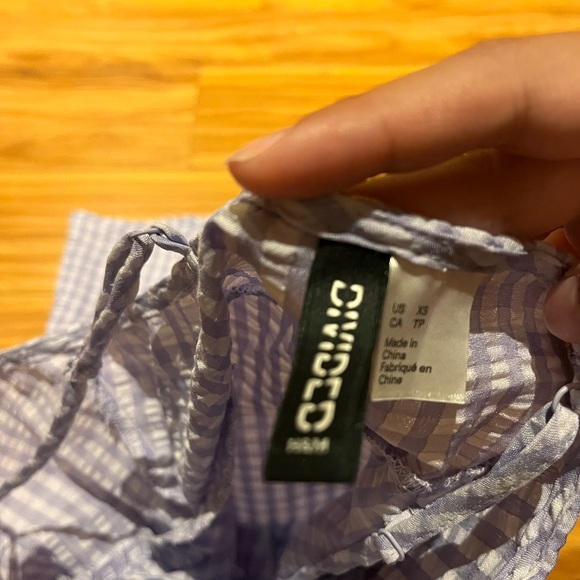 DIVIDED
H&M
US XS
CA TP
Made in
China
Fabriqué en
Chine